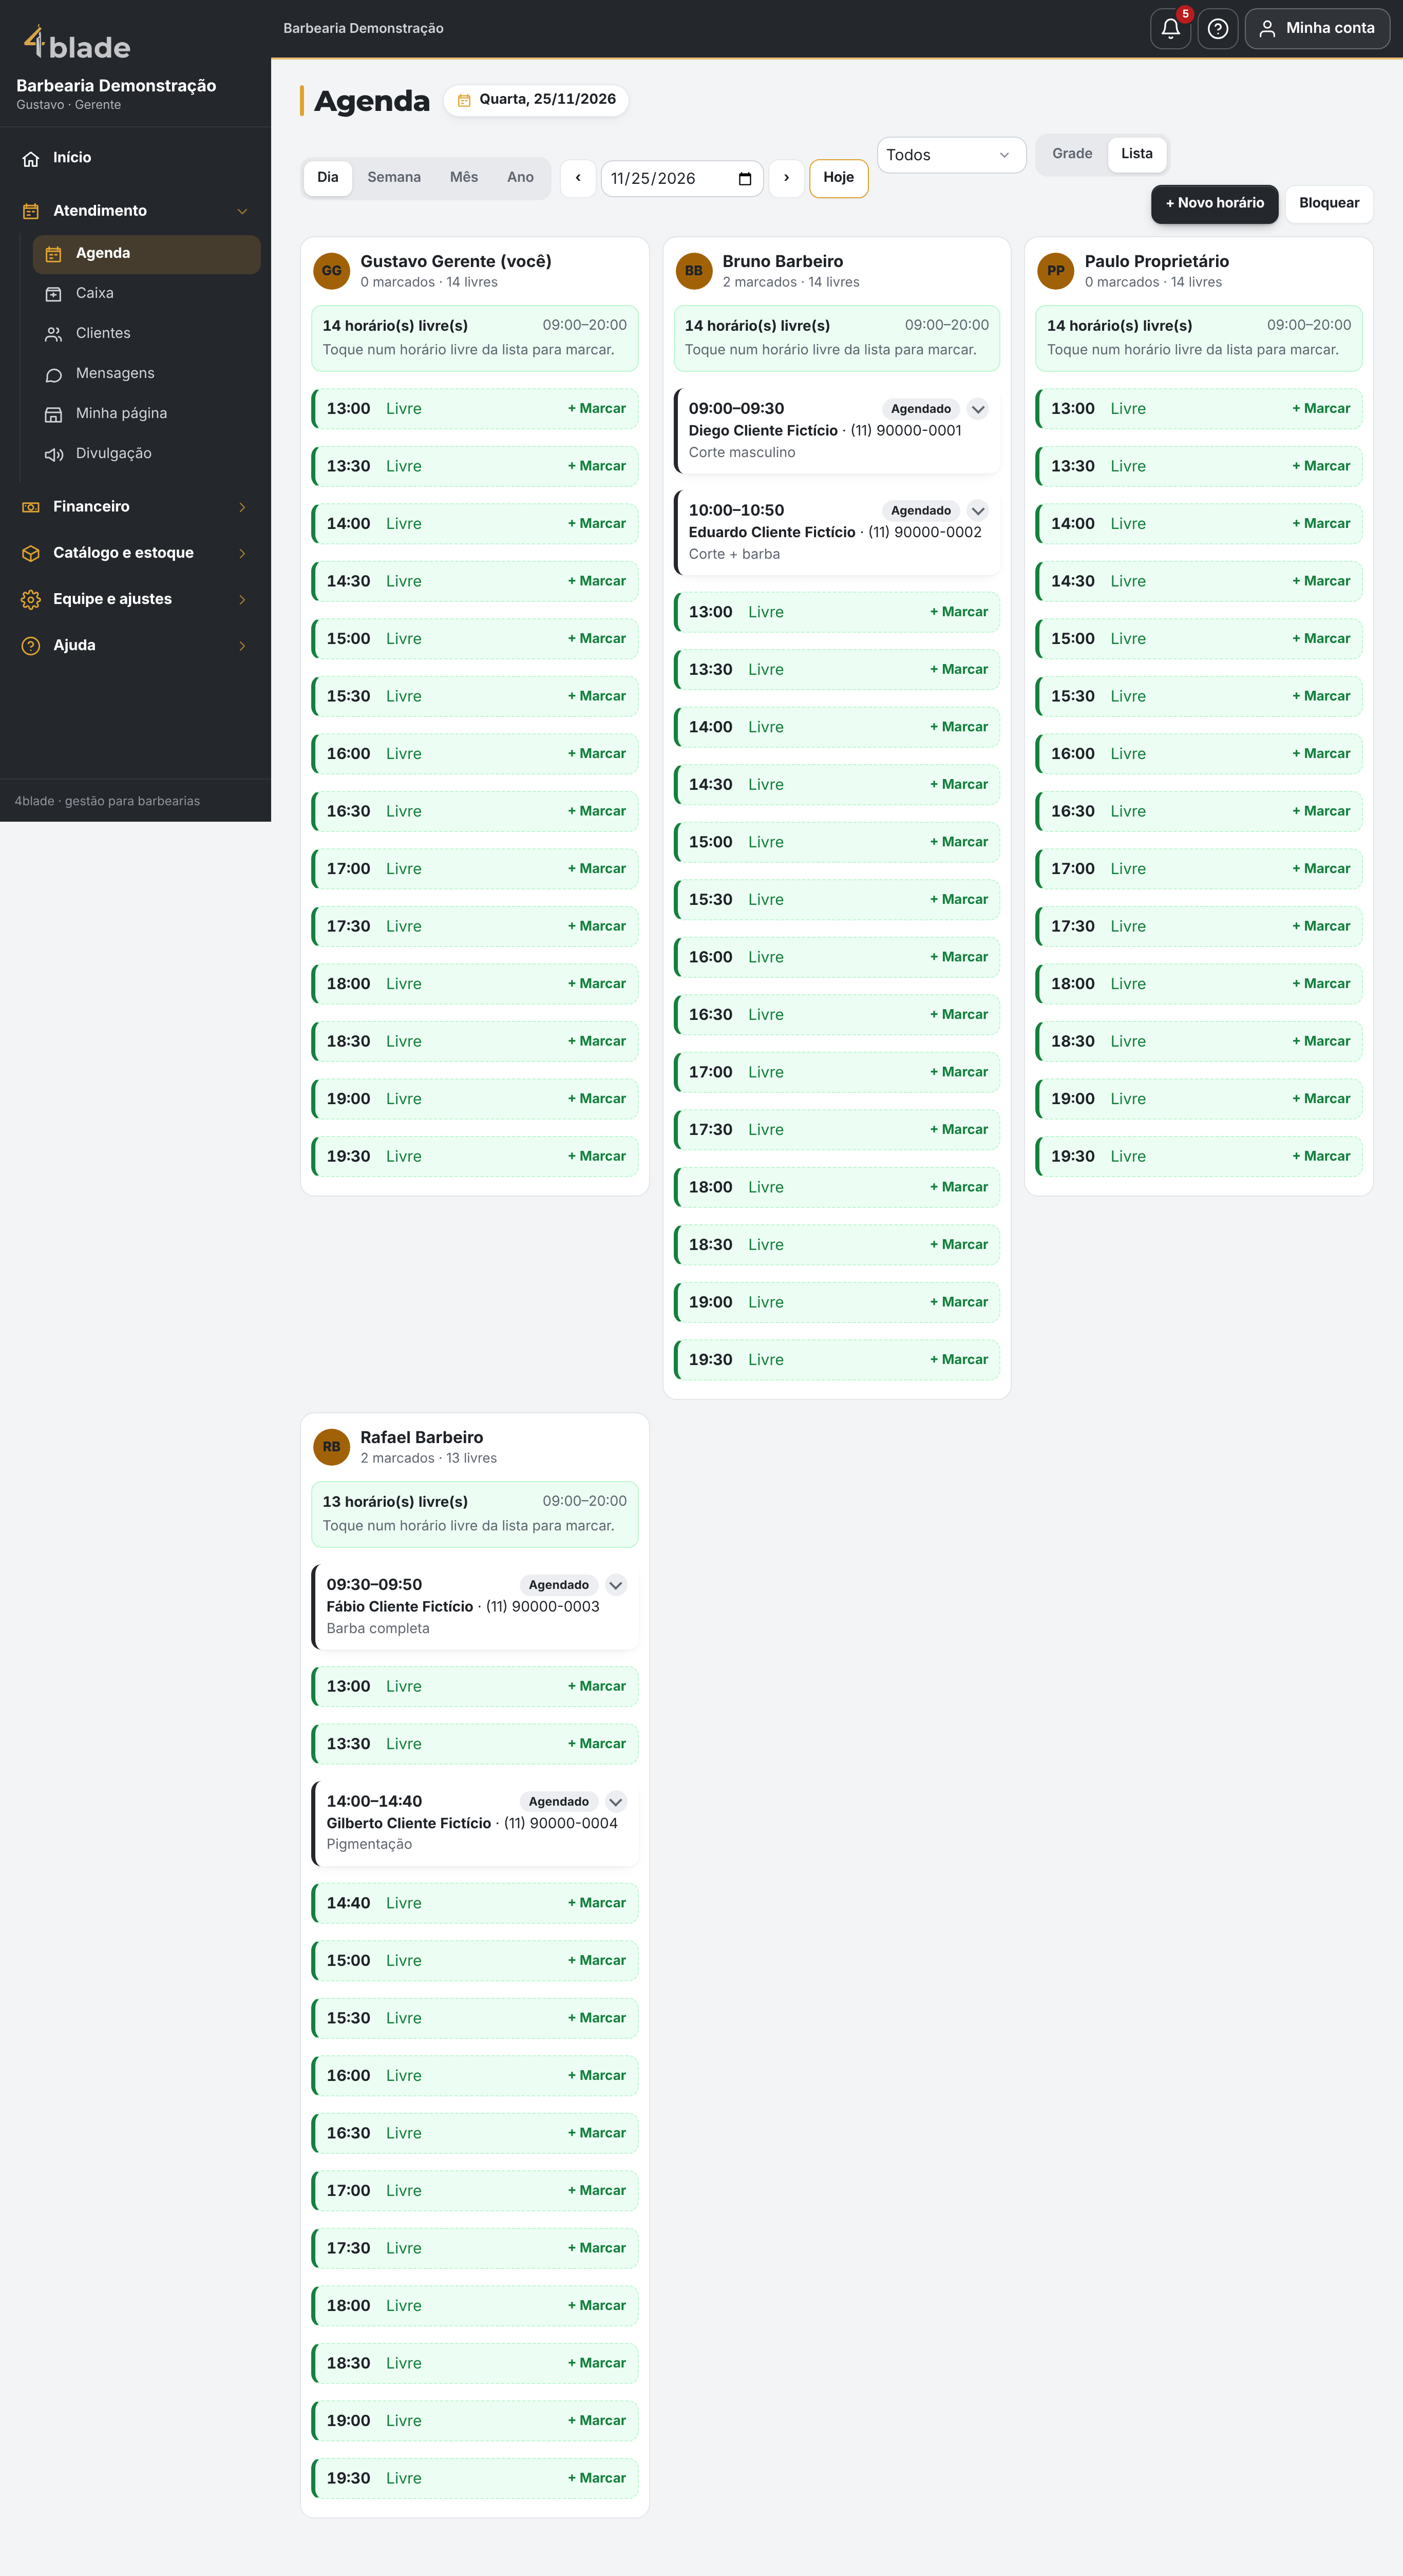 4blade
Barbearia Demonstração
Gustavo · Gerente
Início
Atendimento
Agenda
Caixa
Clientes
Mensagens
Minha página
Divulgação
Financeiro
Catálogo e estoque
Equipe e ajustes
Ajuda
4blade · gestão para barbearias
Barbearia Demonstração
5
Minha conta
Agenda
Quarta, 25/11/2026
Dia Semana Mês Ano
‹ 11/25/2026 › Hoje
Todos
Grade Lista
+ Novo horário Bloquear
GG
Gustavo Gerente (você)
0 marcados · 14 livres
14 horário(s) livre(s) 09:00–20:00
Toque num horário livre da lista para marcar.
13:00 Livre + Marcar
13:30 Livre + Marcar
14:00 Livre + Marcar
14:30 Livre + Marcar
15:00 Livre + Marcar
15:30 Livre + Marcar
16:00 Livre + Marcar
16:30 Livre + Marcar
17:00 Livre + Marcar
17:30 Livre + Marcar
18:00 Livre + Marcar
18:30 Livre + Marcar
19:00 Livre + Marcar
19:30 Livre + Marcar
BB
Bruno Barbeiro
2 marcados · 14 livres
14 horário(s) livre(s) 09:00–20:00
Toque num horário livre da lista para marcar.
09:00–09:30 Agendado
Diego Cliente Fictício · (11) 90000-0001
Corte masculino
10:00–10:50 Agendado
Eduardo Cliente Fictício · (11) 90000-0002
Corte + barba
13:00 Livre + Marcar
13:30 Livre + Marcar
14:00 Livre + Marcar
14:30 Livre + Marcar
15:00 Livre + Marcar
15:30 Livre + Marcar
16:00 Livre + Marcar
16:30 Livre + Marcar
17:00 Livre + Marcar
17:30 Livre + Marcar
18:00 Livre + Marcar
18:30 Livre + Marcar
19:00 Livre + Marcar
19:30 Livre + Marcar
PP
Paulo Proprietário
0 marcados · 14 livres
14 horário(s) livre(s) 09:00–20:00
Toque num horário livre da lista para marcar.
13:00 Livre + Marcar
13:30 Livre + Marcar
14:00 Livre + Marcar
14:30 Livre + Marcar
15:00 Livre + Marcar
15:30 Livre + Marcar
16:00 Livre + Marcar
16:30 Livre + Marcar
17:00 Livre + Marcar
17:30 Livre + Marcar
18:00 Livre + Marcar
18:30 Livre + Marcar
19:00 Livre + Marcar
19:30 Livre + Marcar
RB
Rafael Barbeiro
2 marcados · 13 livres
13 horário(s) livre(s) 09:00–20:00
Toque num horário livre da lista para marcar.
09:30–09:50 Agendado
Fábio Cliente Fictício · (11) 90000-0003
Barba completa
13:00 Livre + Marcar
13:30 Livre + Marcar
14:00–14:40 Agendado
Gilberto Cliente Fictício · (11) 90000-0004
Pigmentação
14:40 Livre + Marcar
15:00 Livre + Marcar
15:30 Livre + Marcar
16:00 Livre + Marcar
16:30 Livre + Marcar
17:00 Livre + Marcar
17:30 Livre + Marcar
18:00 Livre + Marcar
18:30 Livre + Marcar
19:00 Livre + Marcar
19:30 Livre + Marcar